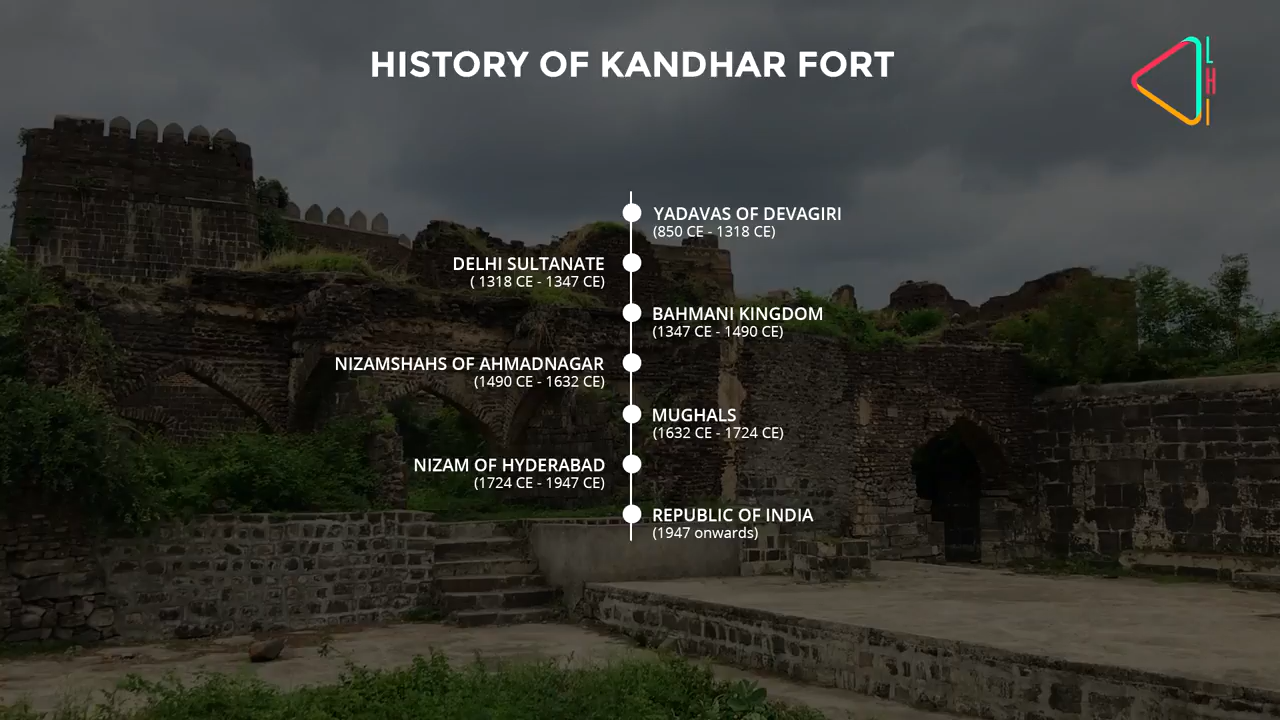 HISTORY OF KANDHAR FORT
L
H
I
YADAVAS OF DEVAGIRI
(850 CE - 1318 CE)
DELHI SULTANATE
( 1318 CE - 1347 CE)
BAHMANI KINGDOM
(1347 CE - 1490 CE)
NIZAMSHAHS OF AHMADNAGAR
(1490 CE - 1632 CE)
MUGHALS
(1632 CE - 1724 CE)
NIZAM OF HYDERABAD
(1724 CE - 1947 CE)
REPUBLIC OF INDIA
(1947 onwards)